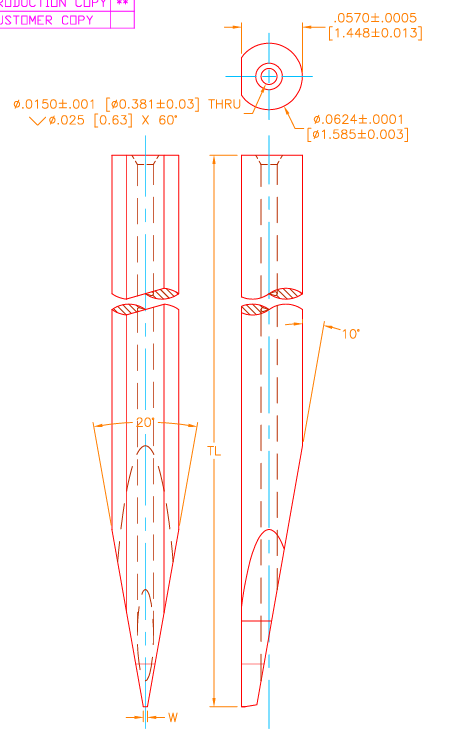 RODUCTION COPY **
USTOMER COPY
.0570±.0005
[1.448±0.013]
ø.0150±.001 [ø0.381±0.03] THRU
ø.025 [0.63] X 60°
ø.0624±.0001
[ø1.585±0.003]
10°
20°
TL
W